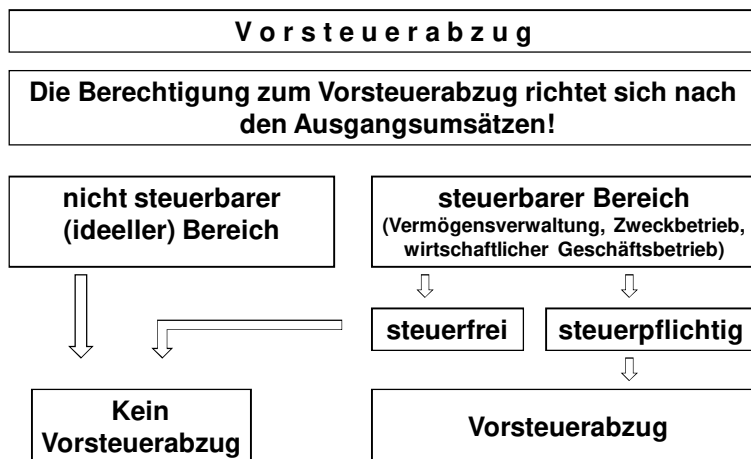 Vorsteuerabzug
Die Berechtigung zum Vorsteuerabzug richtet sich nach
den Ausgangsumsätzen!
nicht steuerbarer
(ideeller) Bereich
steuerbarer Bereich
(Vermögensverwaltung, Zweckbetrieb,
wirtschaftlicher Geschäftsbetrieb)
steuerfrei
steuerpflichtig
Kein
Vorsteuerabzug
Vorsteuerabzug